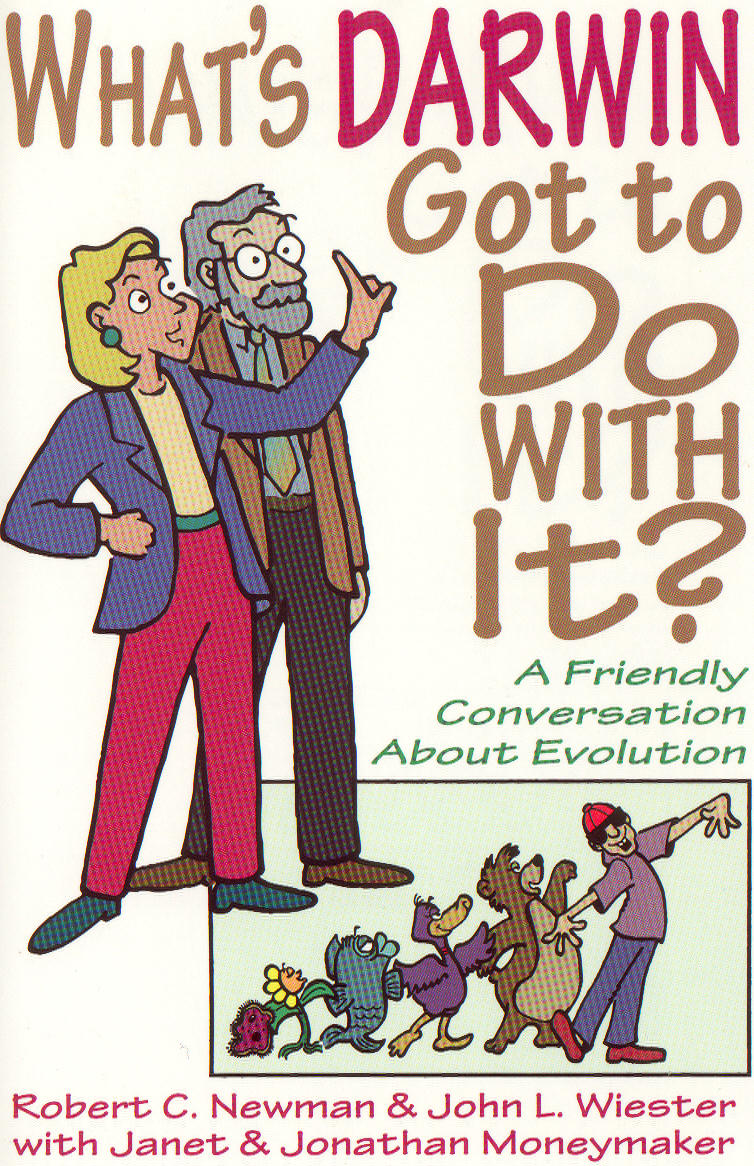 WHAT'S DARWIN
Got to
Do
WITH
It?
A Friendly
Conversation
About Evolution
Robert C. Newman & John L. Wiester
with Janet & Jonathan Moneymaker